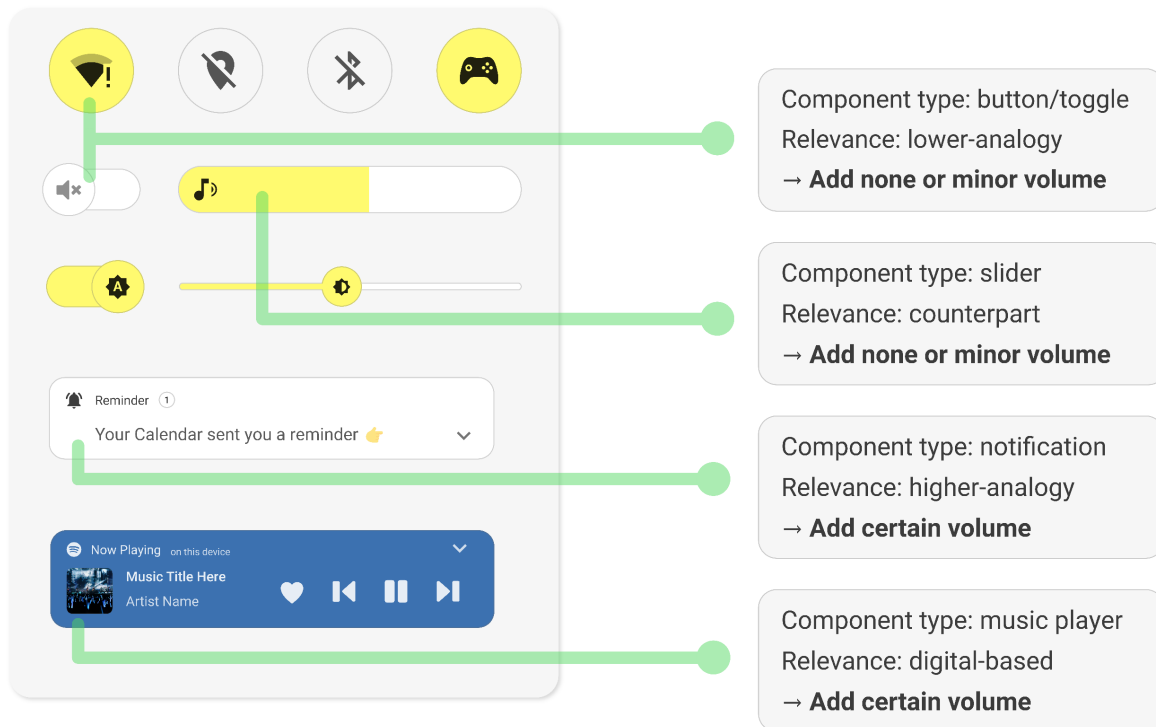 Component type: button/toggle
Relevance: lower-analogy
→ Add none or minor volume
A
Component type: slider
Relevance: counterpart
→ Add none or minor volume
Reminder 1
Your Calendar sent you a reminder 👉
Component type: notification
Relevance: higher-analogy
→ Add certain volume
Now Playing on this device
Music Title Here
Artist Name
Component type: music player
Relevance: digital-based
→ Add certain volume